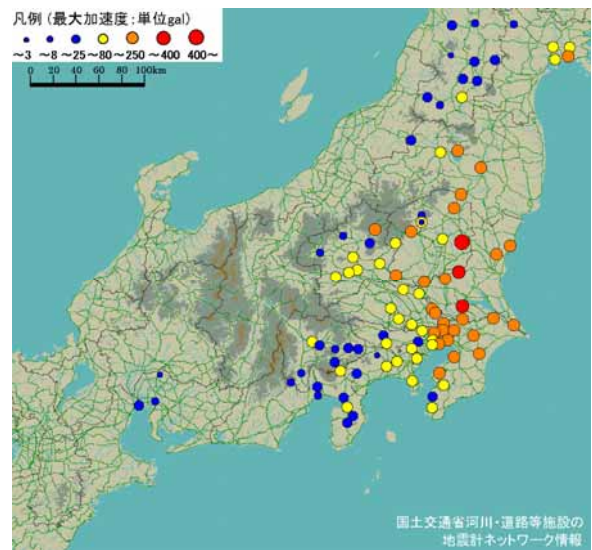 凡例(最大加速度:単位gal)
～3 ～8 ～25 ～80 ～250 ～400 400～
0 20 40 60 80 100km
国土交通省河川・道路等施設の
地震計ネットワーク情報